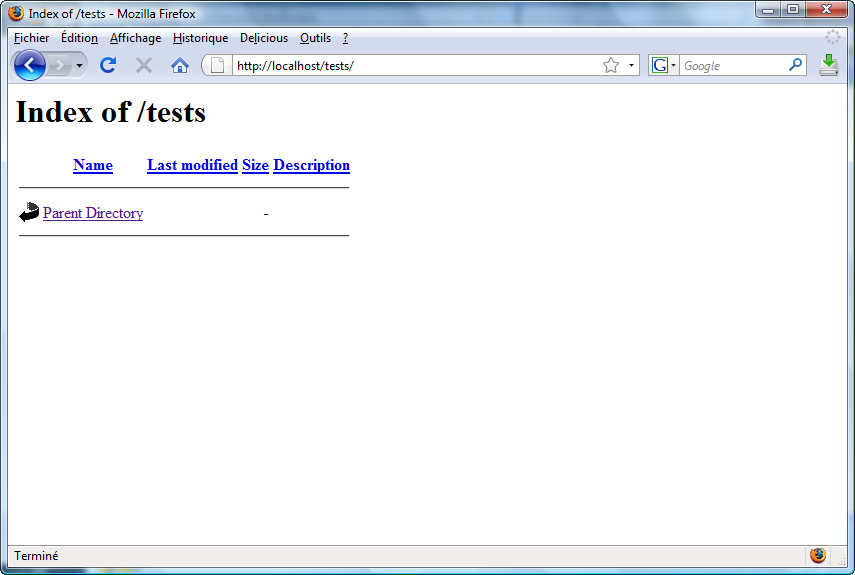 Index of /tests - Mozilla Firefox
Fichier Édition Affichage Historique Delicious Outils ?
http://localhost/tests/ G Google
Index of /tests
Name Last modified Size Description
Parent Directory -
Terminé